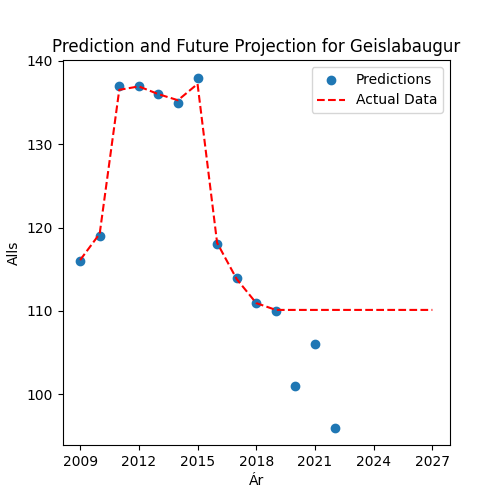 Prediction and Future Projection for Geislabaugur
Predictions
Actual Data
140
130
120
110
100
Alls
2009 2012 2015 2018 2021 2024 2027
Ár